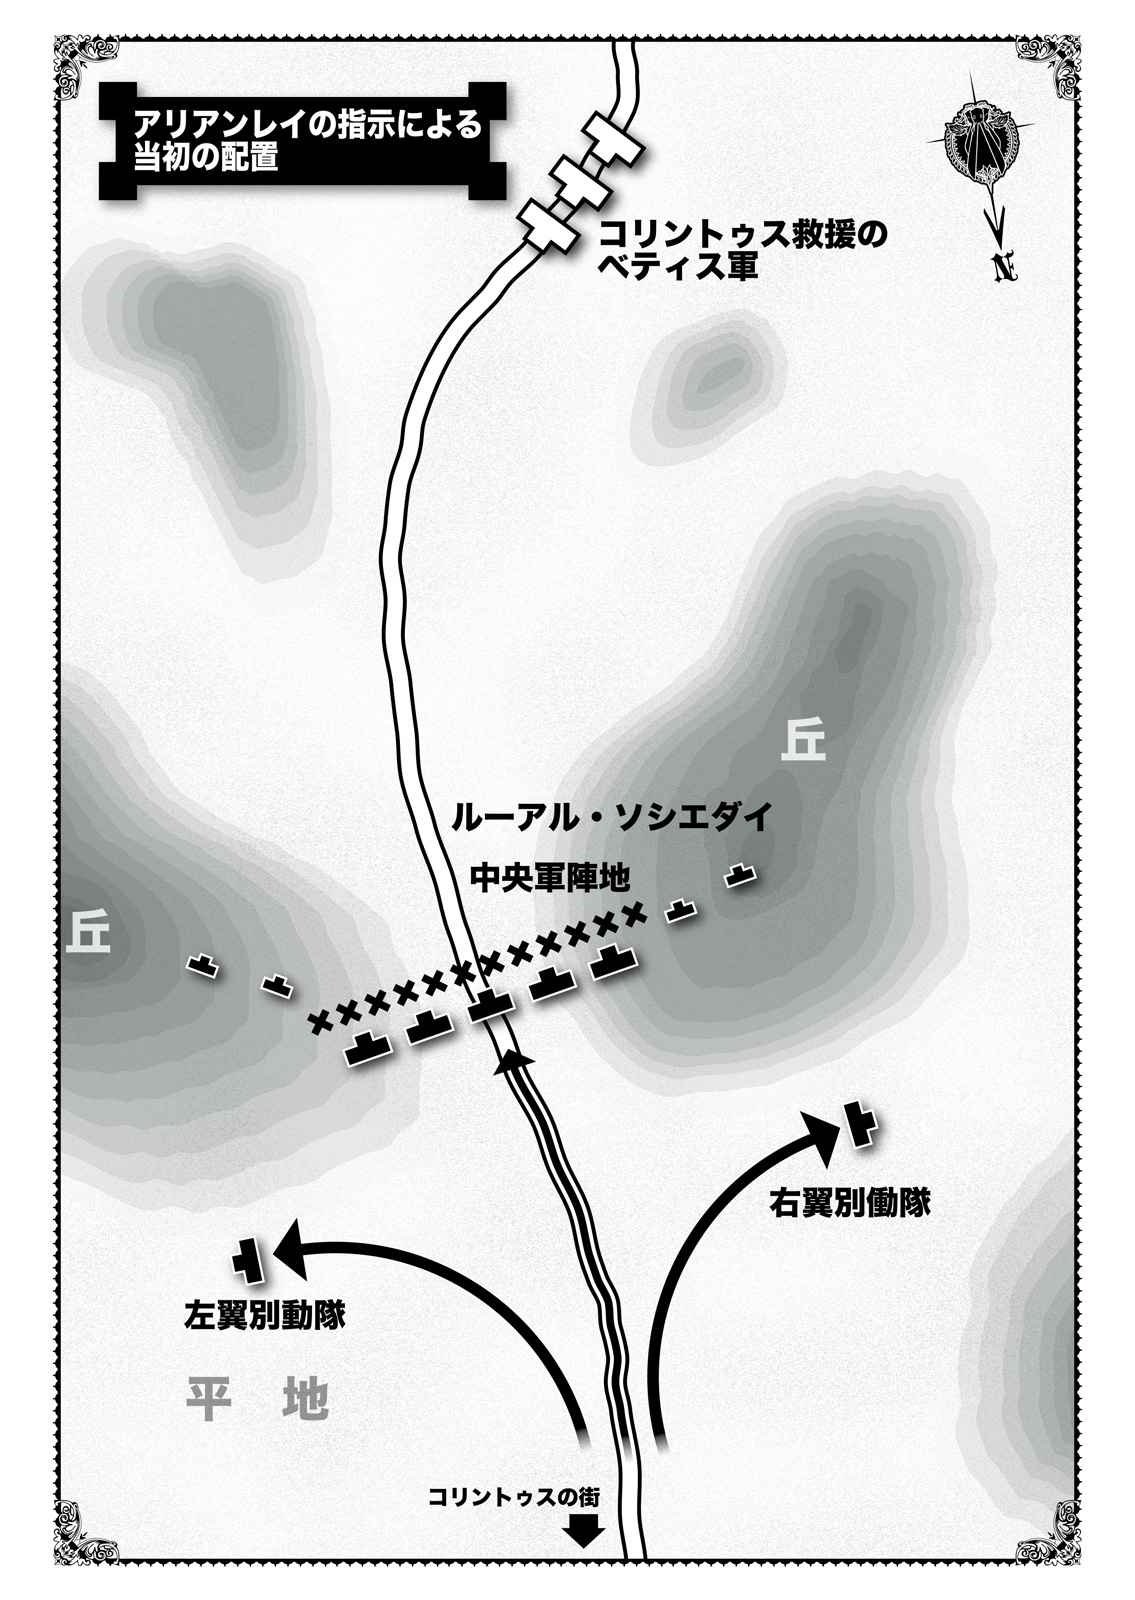 アリアンレイの指示による
当初の配置
コリントゥス救援の
ベティス軍
N
丘
ルーアル・ソシエダイ
中央軍陣地
丘
右翼別働隊
左翼別動隊
平 地
コリントゥスの街